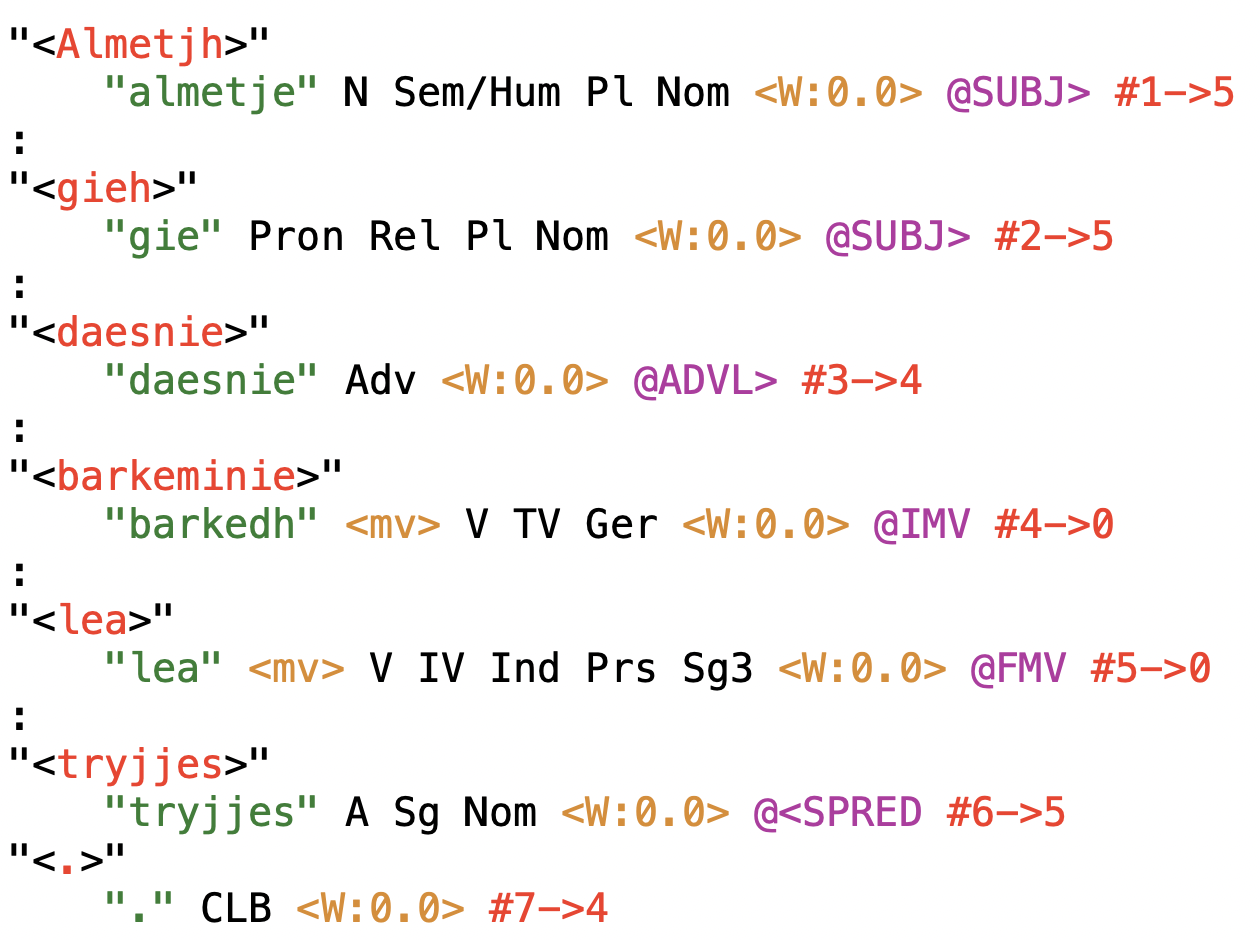 "<Almetjh>"
"almetje" N Sem/Hum Pl Nom <W:0.0> @SUBJ> #1->5
:
"<gieh>"
"gie" Pron Rel Pl Nom <W:0.0> @SUBJ> #2->5
:
"<daesnie>"
"daesnie" Adv <W:0.0> @ADVL> #3->4
:
"<barkeminie>"
"barkedh" <mv> V TV Ger <W:0.0> @IMV #4->0
:
"<lea>"
"lea" <mv> V IV Ind Prs Sg3 <W:0.0> @FMV #5->0
:
"<tryjjes>"
"tryjjes" A Sg Nom <W:0.0> @<SPRED #6->5
"<.>"
"." CLB <W:0.0> #7->4